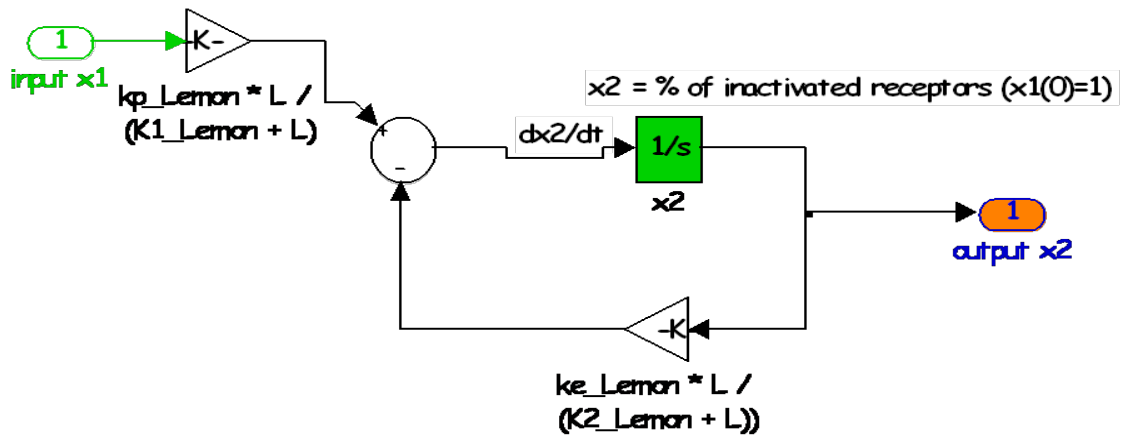 1
input x1
-K-
kp_Lemon * L /
(K1_Lemon + L)
+
-
dx2/dt
x2 = % of inactivated receptors (x1(0)=1)
1/s
x2
1
output x2
-K
ke_Lemon * L /
(K2_Lemon + L))